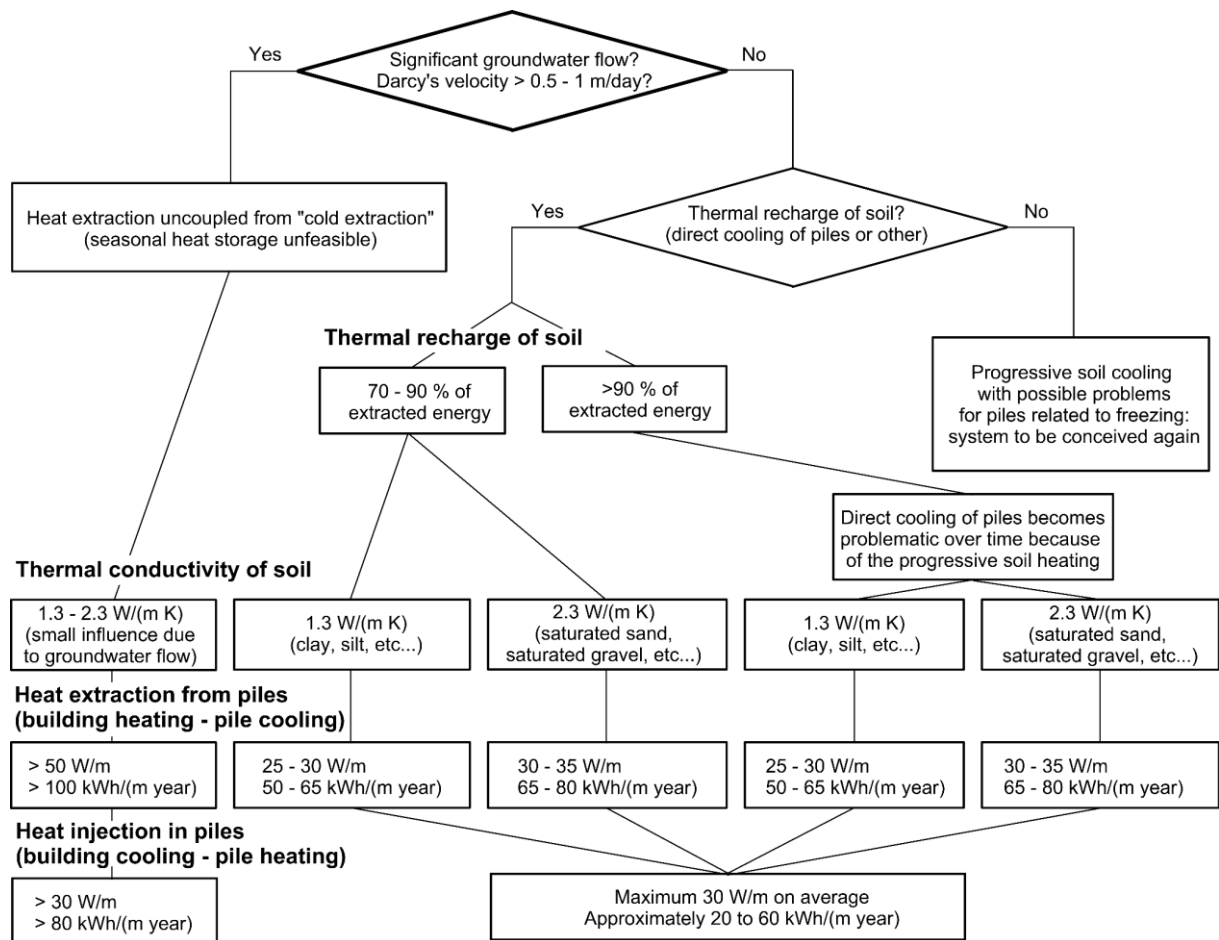 Yes
Significant groundwater flow?
Darcy's velocity > 0.5 - 1 m/day?
No
Heat extraction uncoupled from "cold extraction"
(seasonal heat storage unfeasible)
Yes
Thermal recharge of soil?
(direct cooling of piles or other)
No
Thermal recharge of soil
70 - 90 % of
extracted energy
>90 % of
extracted energy
Progressive soil cooling
with possible problems
for piles related to freezing:
system to be conceived again
Direct cooling of piles becomes
problematic over time because
of the progressive soil heating
Thermal conductivity of soil
1.3 - 2.3 W/(m K)
(small influence due
to groundwater flow)
1.3 W/(m K)
(clay, silt, etc...)
2.3 W/(m K)
(saturated sand,
saturated gravel, etc...)
1.3 W/(m K)
(clay, silt, etc...)
2.3 W/(m K)
(saturated sand,
saturated gravel, etc...)
Heat extraction from piles
(building heating - pile cooling)
> 50 W/m
> 100 kWh/(m year)
25 - 30 W/m
50 - 65 kWh/(m year)
30 - 35 W/m
65 - 80 kWh/(m year)
25 - 30 W/m
50 - 65 kWh/(m year)
30 - 35 W/m
65 - 80 kWh/(m year)
Heat injection in piles
(building cooling - pile heating)
> 30 W/m
> 80 kWh/(m year)
Maximum 30 W/m on average
Approximately 20 to 60 kWh/(m year)